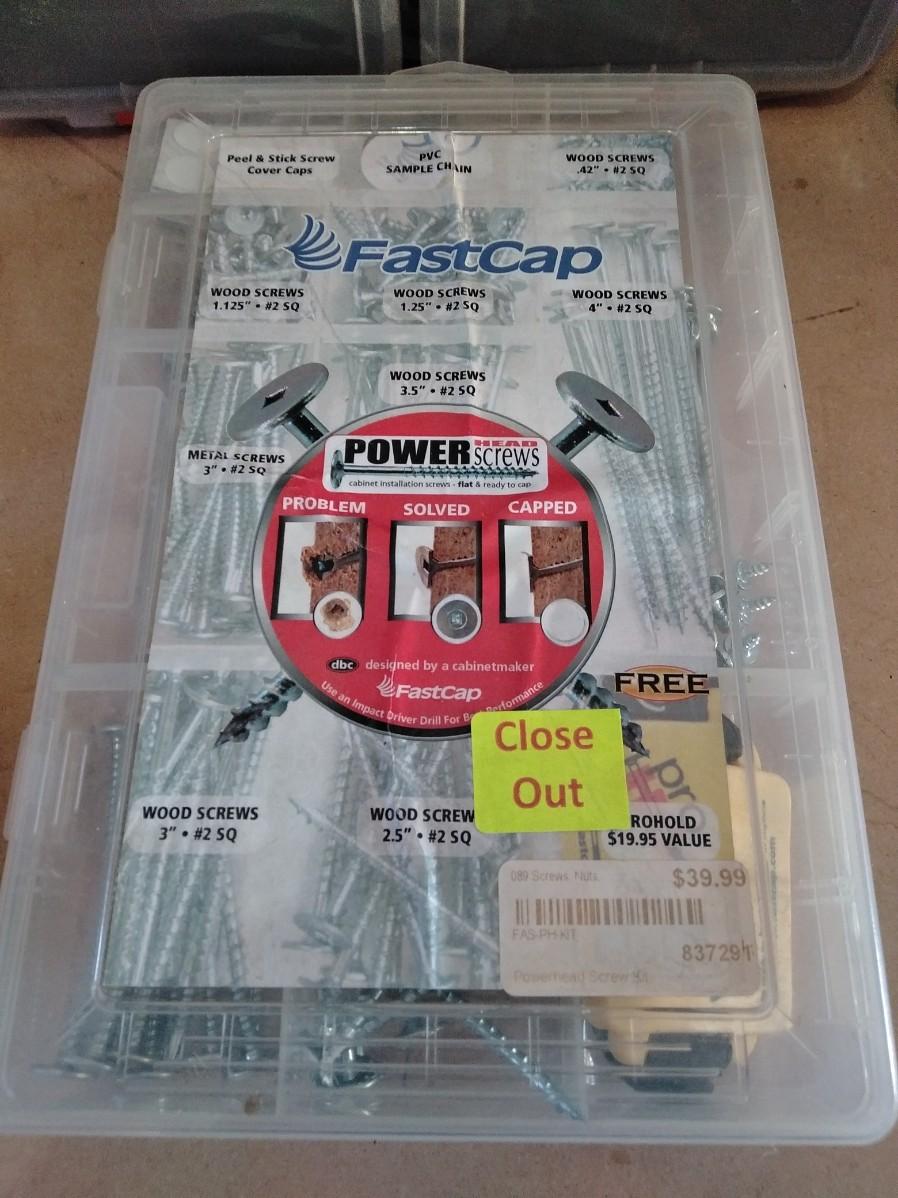 Peel & Stick Screw
Cover Caps
PVC
SAMPLE CHAIN
WOOD SCREWS
.42" • #2 SQ
FastCap
WOOD SCREWS
1.125" • #2 SQ
WOOD SCREWS
1.25" • #2 SQ
WOOD SCREWS
4" • #2 SQ
WOOD SCREWS
3.5" • #2 SQ
METAL SCREWS
3" • #2 SQ
POWER HEAD screws
cabinet installation screws - flat & ready to cap
PROBLEM
SOLVED
CAPPED
dbc designed by a cabinetmaker
FastCap
Use an Impact Driver Drill For Performance
FREE
Close
Out
WOOD SCREWS
3" • #2 SQ
WOOD SCREW
2.5" • #2 SQ
ROHOLD
$19.95 VALUE
089 Screws, Nuts,
$39.99
FAS-PH-KIT
837291
Powerhead Screw